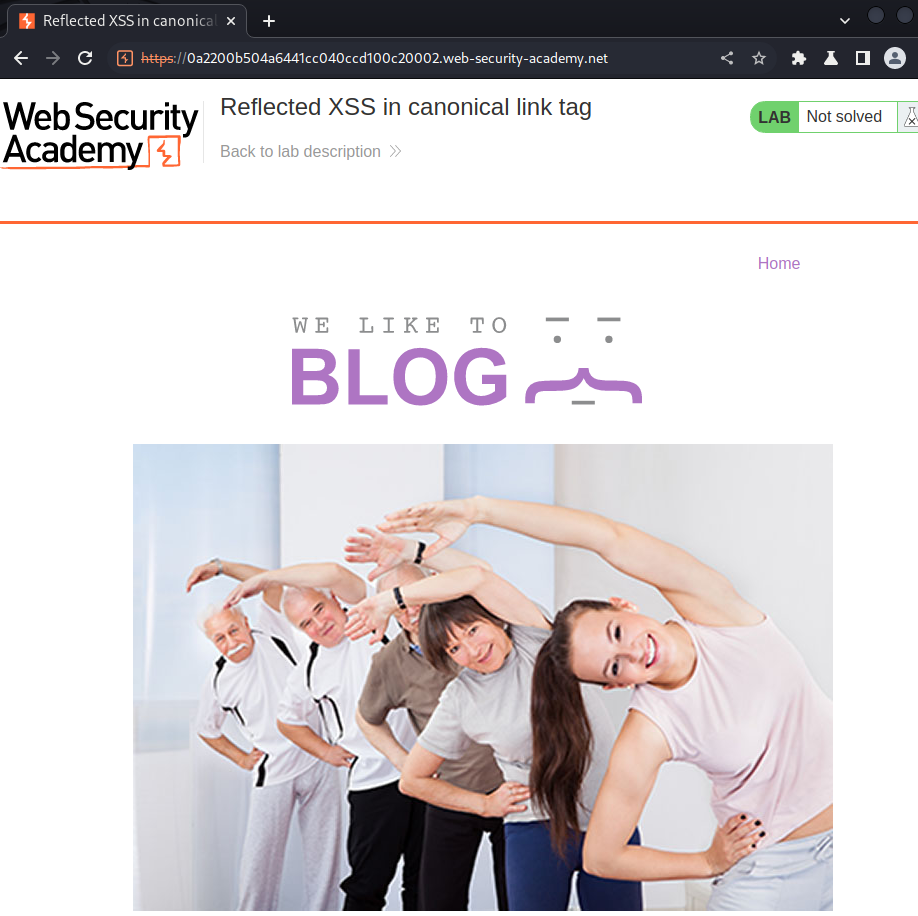 Reflected XSS in canonical
https://0a2200b504a6441cc040ccd100c20002.web-security-academy.net
Web Security
Academy
Reflected XSS in canonical link tag
Back to lab description
LAB Not solved
Home
WE LIKE TO
BLOG